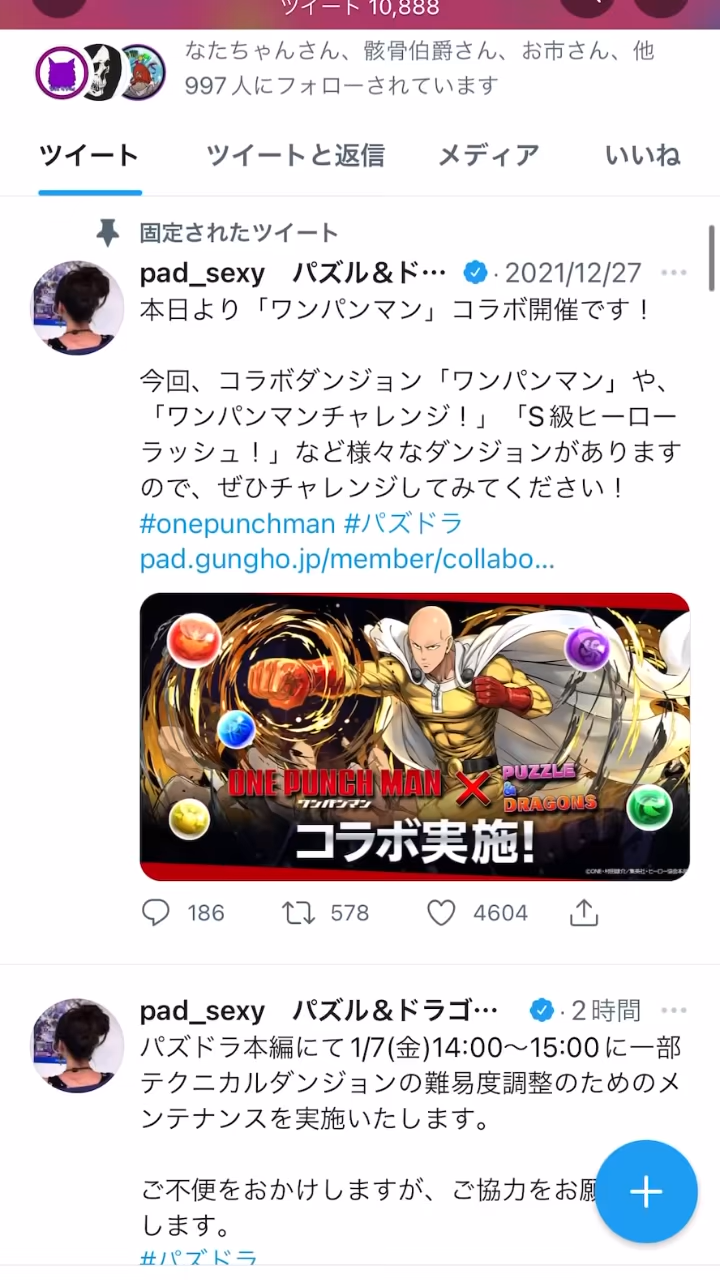 ツイート 10,888
なたちゃんさん、骸骨伯爵さん、お市さん、他
997人にフォローされています
ツイート ツイートと返信 メディア いいね
固定されたツイート
pad_sexy パズル&ド… · 2021/12/27
本日より「ワンパンマン」コラボ開催です！
今回、コラボダンジョン「ワンパンマン」や、
「ワンパンマンチャレンジ！」「S級ヒーロー
ラッシュ！」など様々なダンジョンがあります
ので、ぜひチャレンジしてみてください！
#onepunchman #パズドラ
pad.gungho.jp/member/collabo...
ONE PUNCH MAN
ワンパンマン
PUZZLE
&
DRAGONS
コラボ実施!
186 578 4604
pad_sexy パズル&ドラゴ… · 2時間
パズドラ本編にて1/7(金)14:00〜15:00に一部
テクニカルダンジョンの難易度調整のためのメ
ンテナンスを実施いたします。
ご不便をおかけしますが、ご協力をお願
します。
#パズドラ